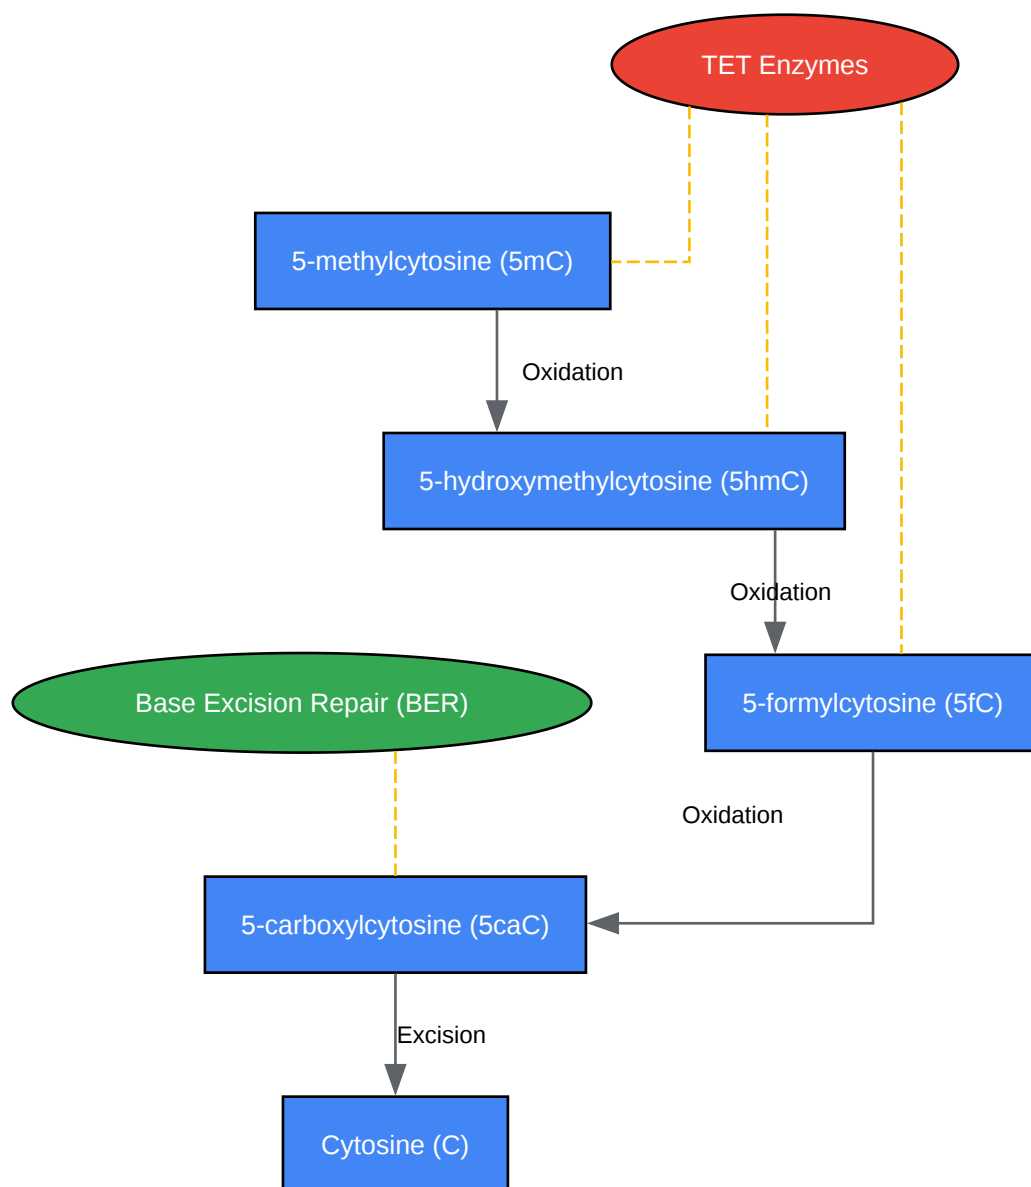 TET Enzymes
5-methylcytosine (5mC)
Oxidation
5-hydroxymethylcytosine (5hmC)
Oxidation
Base Excision Repair (BER)
5-formylcytosine (5fC)
Oxidation
5-carboxylcytosine (5caC)
Excision
Cytosine (C)